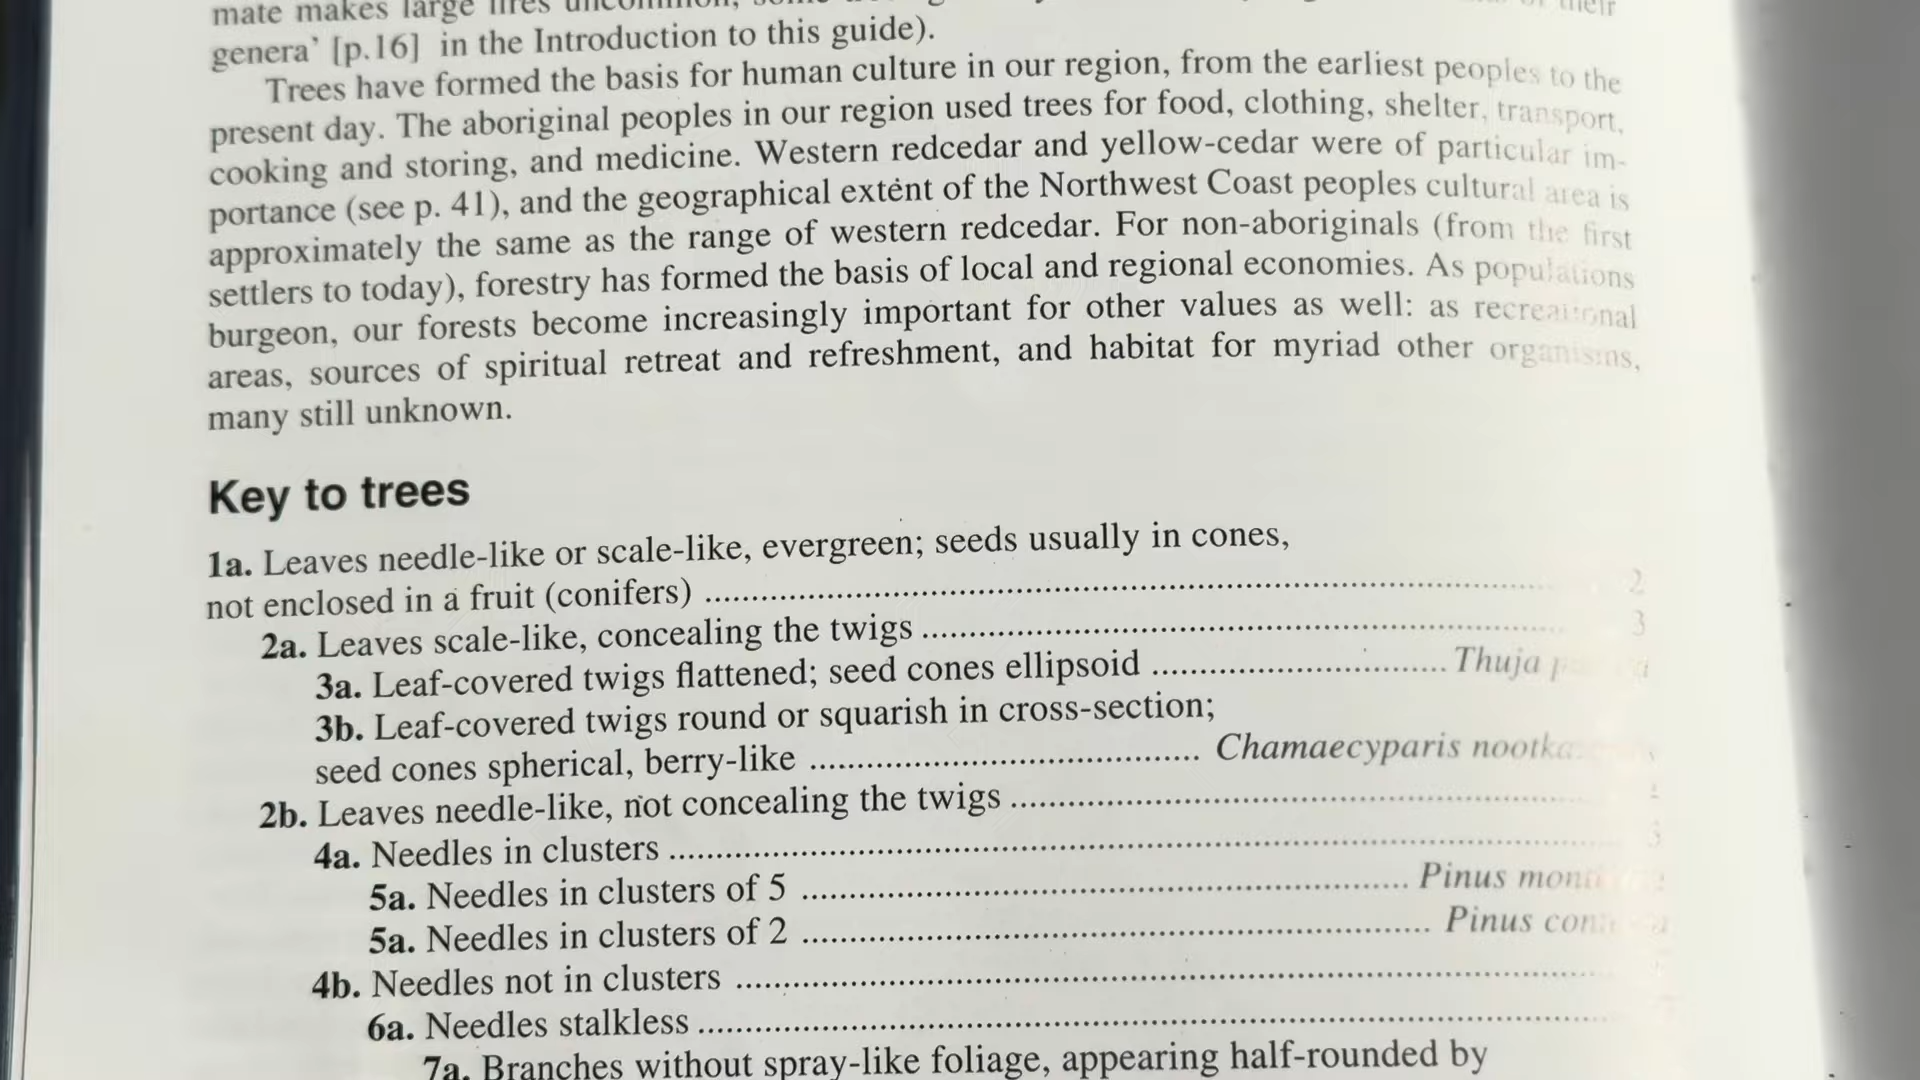 mate makes large fires uncommon,
genera’ [p.16] in the Introduction to this guide).
Trees have formed the basis for human culture in our region, from the earliest peoples to the
present day. The aboriginal peoples in our region used trees for food, clothing, shelter, transport,
cooking and storing, and medicine. Western redcedar and yellow-cedar were of particular im-
portance (see p. 41), and the geographical extent of the Northwest Coast peoples cultural area is
approximately the same as the range of western redcedar. For non-aboriginals (from the first
settlers to today), forestry has formed the basis of local and regional economies. As populations
burgeon, our forests become increasingly important for other values as well: as recreational
areas, sources of spiritual retreat and refreshment, and habitat for myriad other organisms,
many still unknown.
Key to trees
1a. Leaves needle-like or scale-like, evergreen; seeds usually in cones,
not enclosed in a fruit (conifers) .......... 2
2a. Leaves scale-like, concealing the twigs .......... 3
3a. Leaf-covered twigs flattened; seed cones ellipsoid .......... Thuja
3b. Leaf-covered twigs round or squarish in cross-section;
seed cones spherical, berry-like .......... Chamaecyparis
2b. Leaves needle-like, not concealing the twigs ..........
4a. Needles in clusters ..........
5a. Needles in clusters of 5 .......... Pinus
5a. Needles in clusters of 2 .......... Pinus
4b. Needles not in clusters ..........
6a. Needles stalkless ..........
7a. Branches without spray-like foliage, appearing half-rounded by